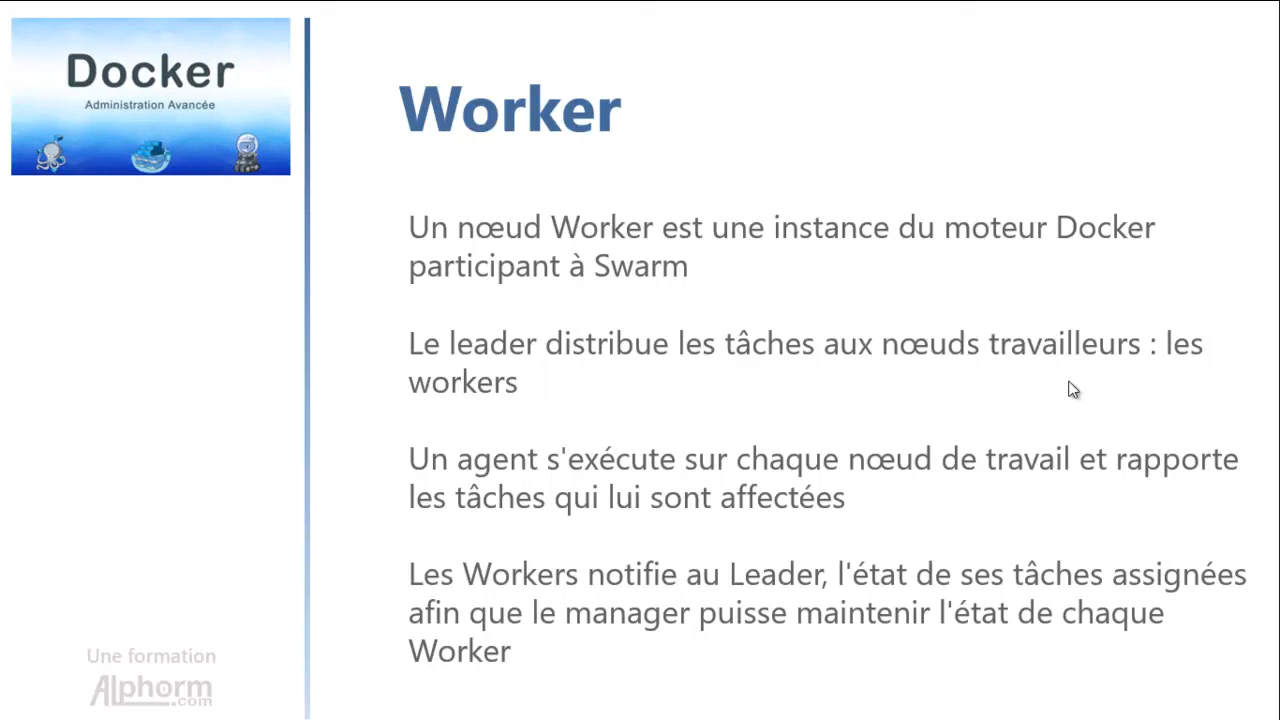 Docker
Administration Avancée
Worker
Un nœud Worker est une instance du moteur Docker
participant à Swarm
Le leader distribue les tâches aux nœuds travailleurs : les
workers
Un agent s'exécute sur chaque nœud de travail et rapporte
les tâches qui lui sont affectées
Les Workers notifie au Leader, l'état de ses tâches assignées
afin que le manager puisse maintenir l'état de chaque
Worker
Une formation
Alphorm
.com